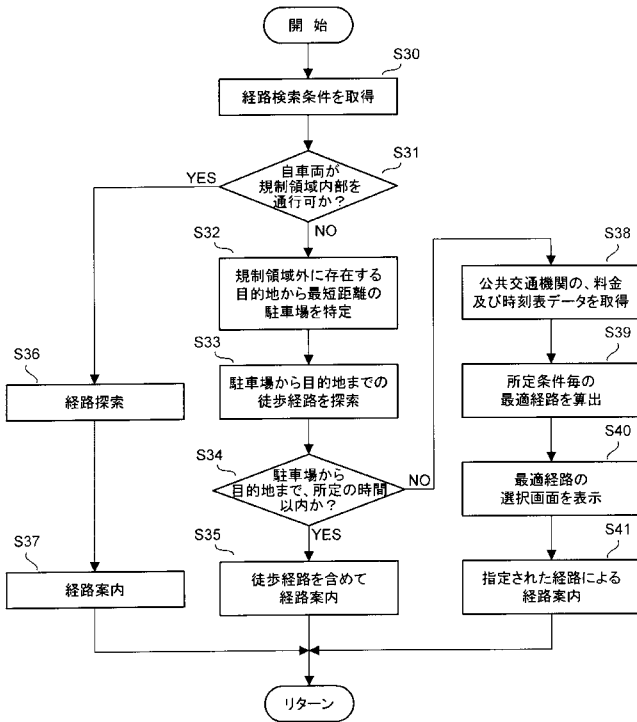 開 始
S30
経路検索条件を取得
S31
自車両が
規制領域内部を
通行可か？
YES
NO
S32
規制領域外に存在する
目的地から最短距離の
駐車場を特定
S33
駐車場から目的地までの
徒歩経路を探索
S34
駐車場から
目的地まで、所定の時間
以内か？
NO
YES
S35
徒歩経路を含めて
経路案内
S36
経路探索
S37
経路案内
S38
公共交通機関の、料金
及び時刻表データを取得
S39
所定条件毎の
最適経路を算出
S40
最適経路の
選択画面を表示
S41
指定された経路による
経路案内
リターン